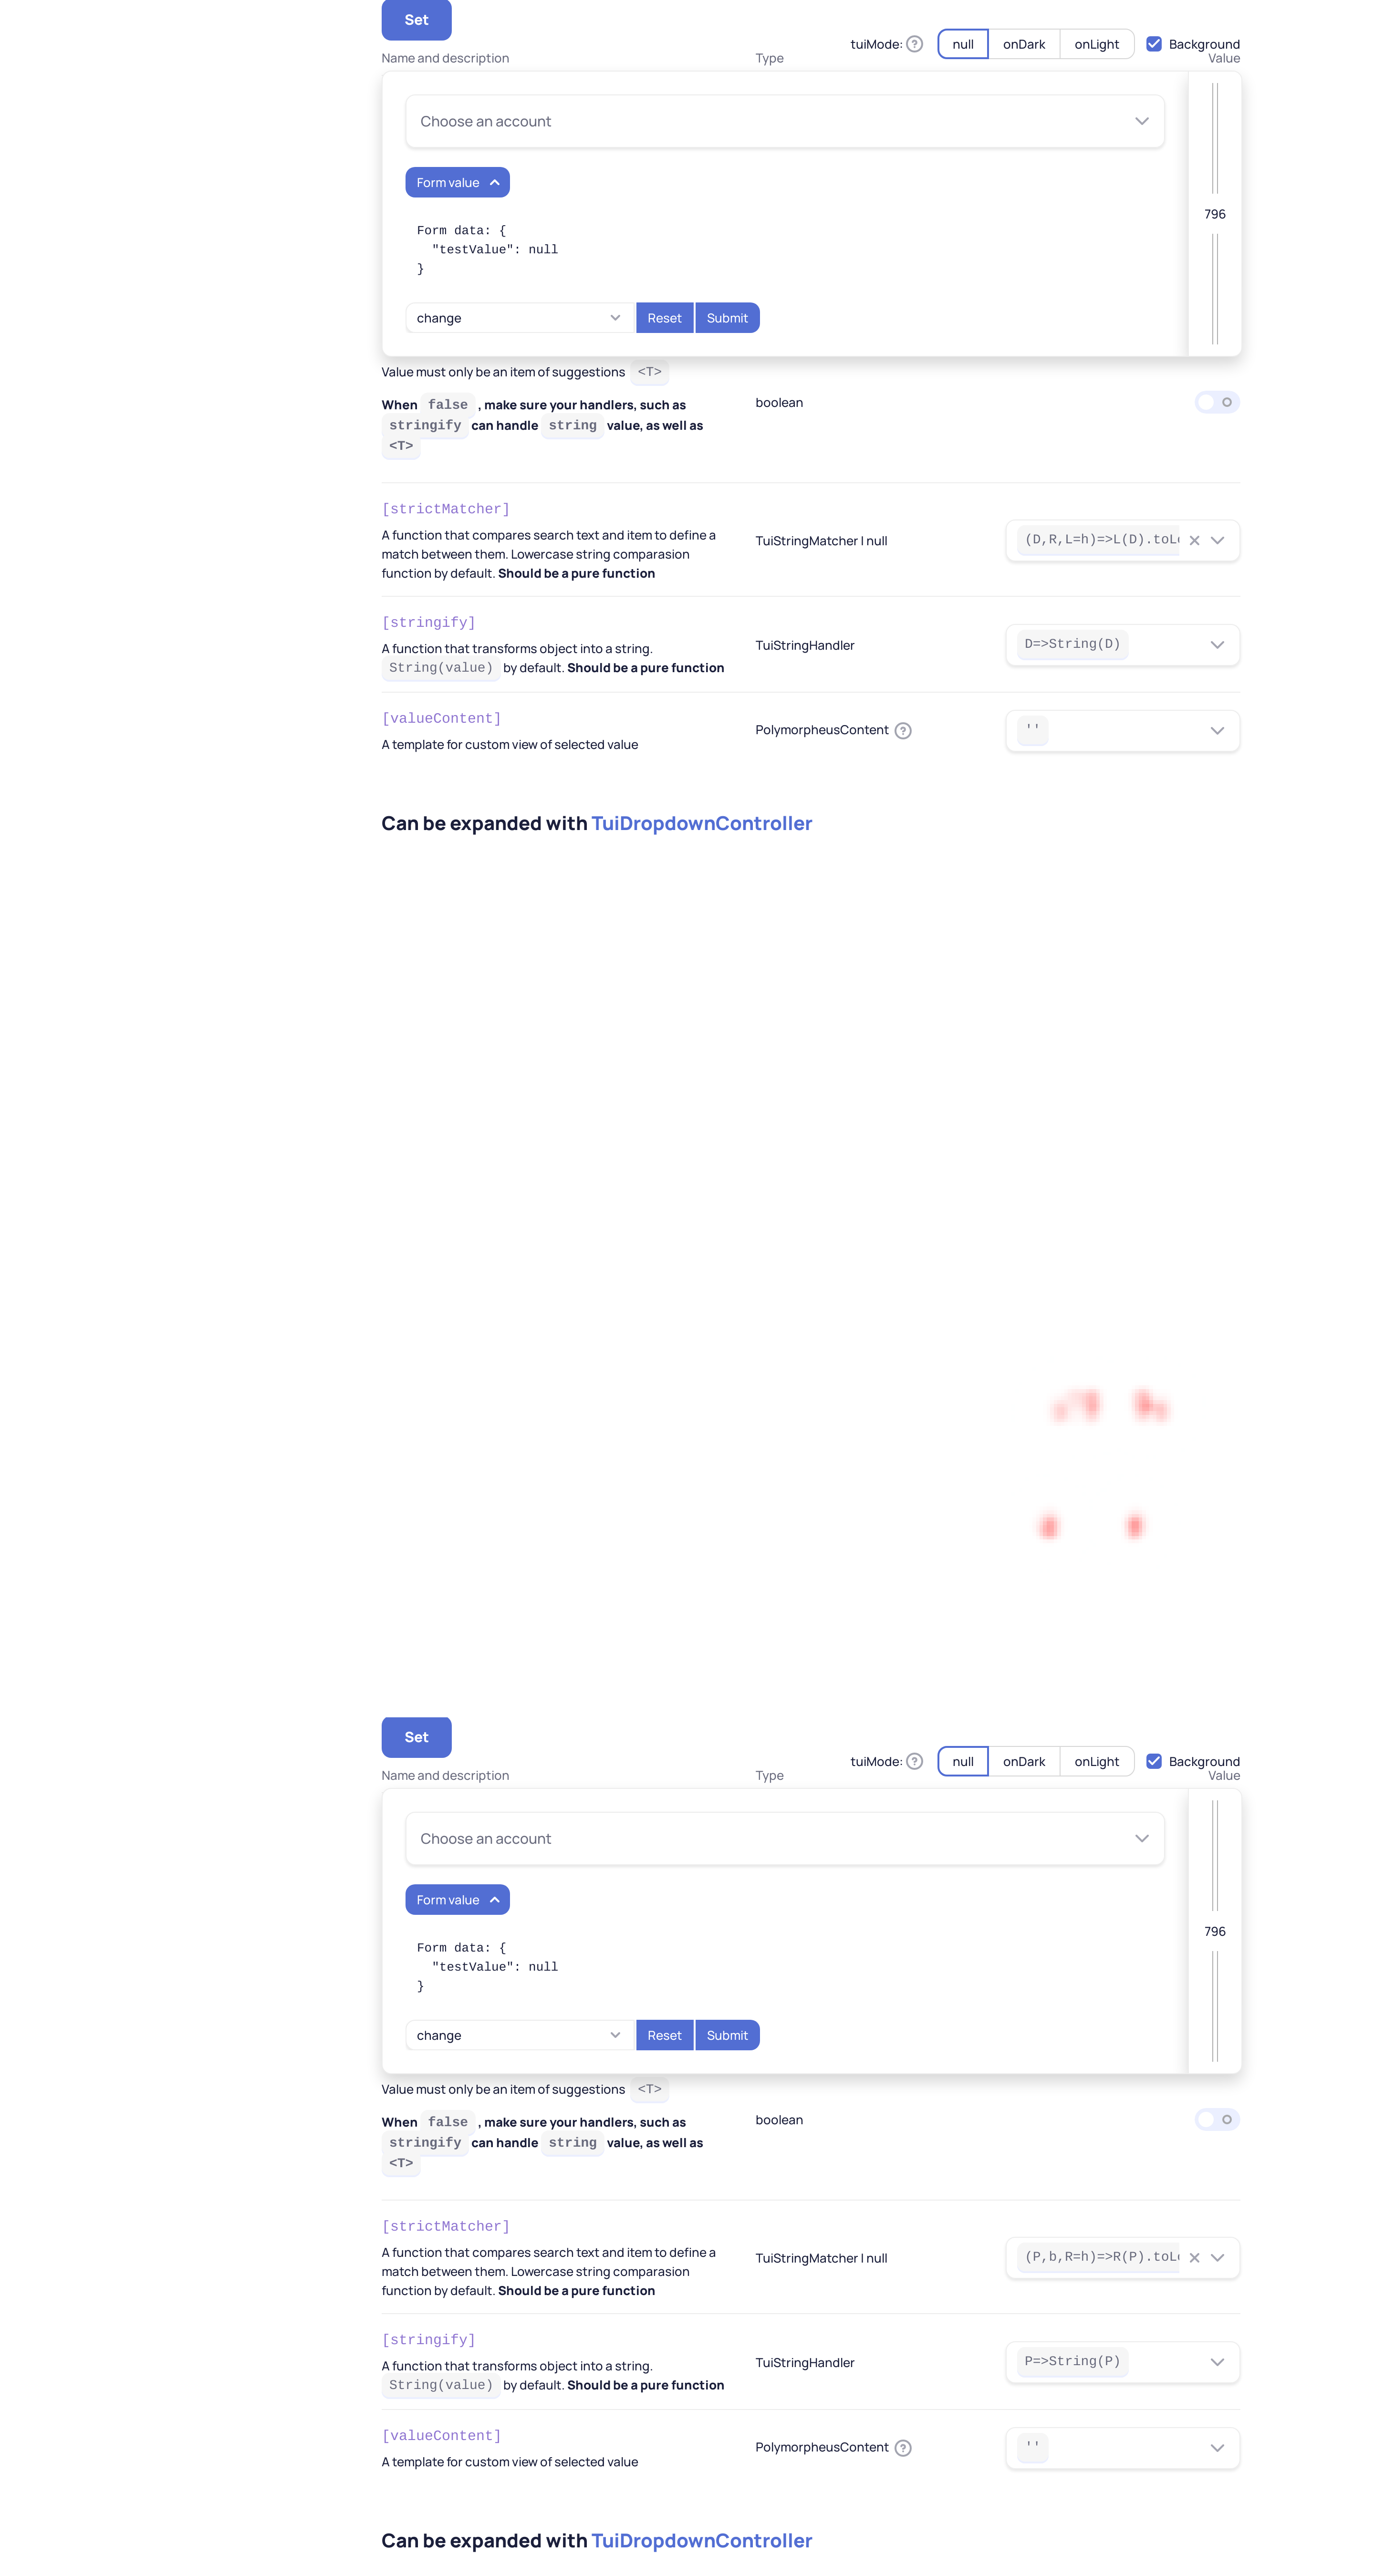 Set
tuiMode: ? null onDark onLight Background
Name and description Type Value
Choose an account
Form value
796
Form data: {
"testValue": null
}
change Reset Submit
Value must only be an item of suggestions <T>
When false , make sure your handlers, such as
boolean
stringify can handle string value, as well as
<T>
[strictMatcher]
A function that compares search text and item to define a
match between them. Lowercase string comparasion
function by default. Should be a pure function
TuiStringMatcher | null
(D,R,L=h)=>L(D).toL
[stringify]
A function that transforms object into a string.
String(value) by default. Should be a pure function
TuiStringHandler
D=>String(D)
[valueContent]
A template for custom view of selected value
PolymorpheusContent ?
''
Can be expanded with TuiDropdownController
Set
tuiMode: ? null onDark onLight Background
Name and description Type Value
Choose an account
Form value
796
Form data: {
"testValue": null
}
change Reset Submit
Value must only be an item of suggestions <T>
When false , make sure your handlers, such as
boolean
stringify can handle string value, as well as
<T>
[strictMatcher]
A function that compares search text and item to define a
match between them. Lowercase string comparasion
function by default. Should be a pure function
TuiStringMatcher | null
(P,b,R=h)=>R(P).toL
[stringify]
A function that transforms object into a string.
String(value) by default. Should be a pure function
TuiStringHandler
P=>String(P)
[valueContent]
A template for custom view of selected value
PolymorpheusContent ?
''
Can be expanded with TuiDropdownController